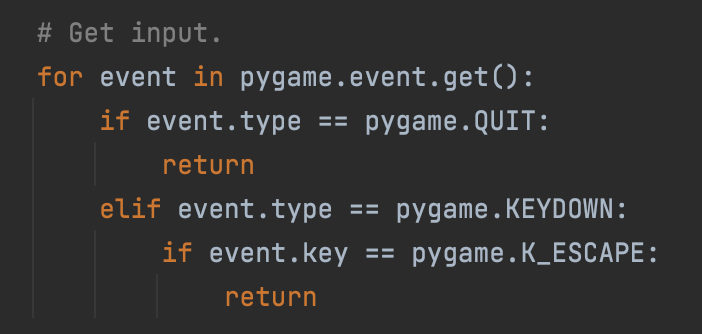 # Get input.
for event in pygame.event.get():
    if event.type == pygame.QUIT:
        return
    elif event.type == pygame.KEYDOWN:
        if event.key == pygame.K_ESCAPE:
            return